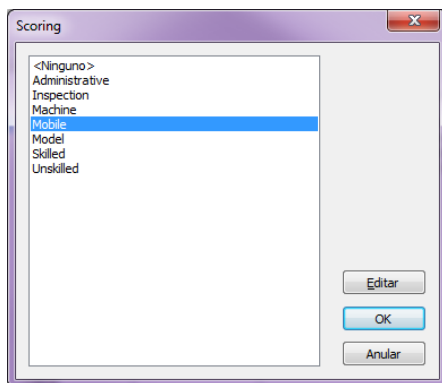 Scoring
<Ninguno>
Administrative
Inspection
Machine
Mobile
Model
Skilled
Unskilled
Editar
OK
Anular